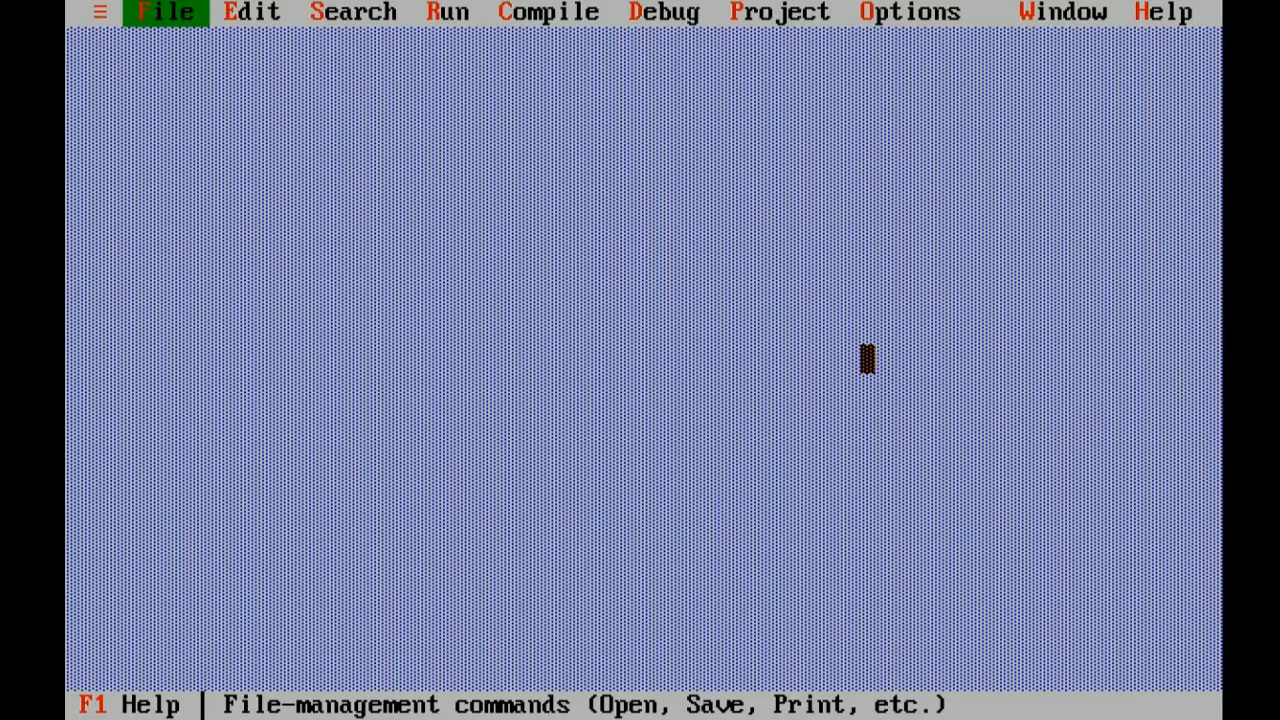 ≡ File Edit Search Run Compile Debug Project Options Window Help
F1 Help │ File-management commands (Open, Save, Print, etc.)